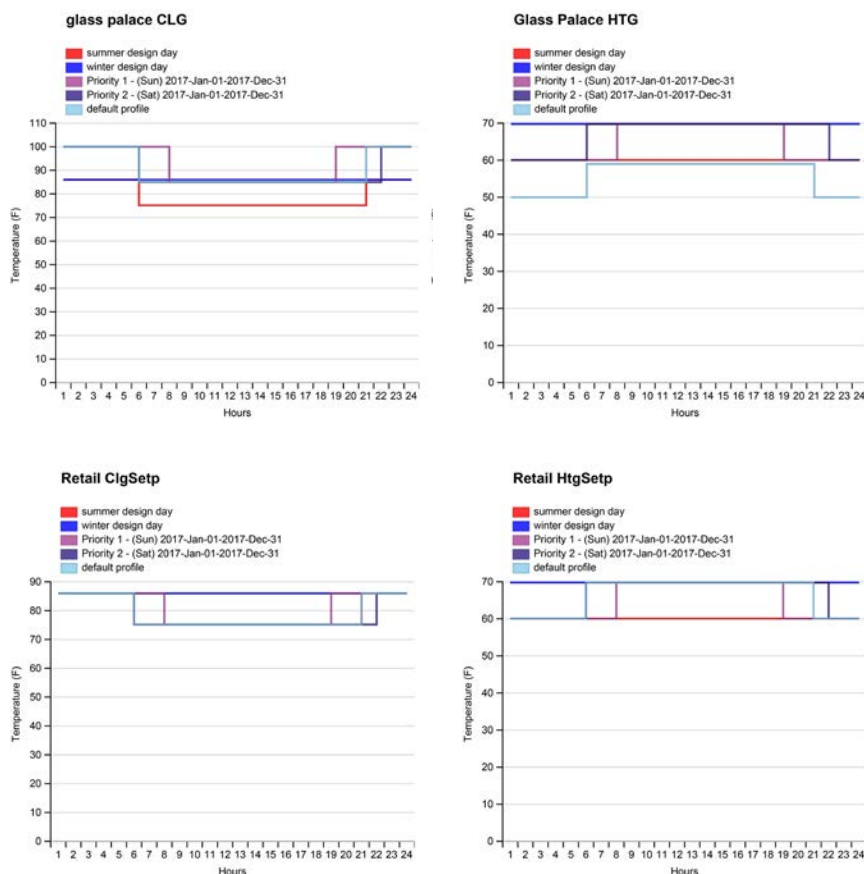 glass palace CLG
summer design day
winter design day
Priority 1 - (Sun) 2017-Jan-01-2017-Dec-31
Priority 2 - (Sat) 2017-Jan-01-2017-Dec-31
default profile
110
100
90
80
70
60
50
40
30
20
10
0
Temperature (F)
1 2 3 4 5 6 7 8 9 10 11 12 13 14 15 16 17 18 19 20 21 22 23 24
Hours
Glass Palace HTG
summer design day
winter design day
Priority 1 - (Sun) 2017-Jan-01-2017-Dec-31
Priority 2 - (Sat) 2017-Jan-01-2017-Dec-31
default profile
70
60
50
40
30
20
10
0
1 2 3 4 5 6 7 8 9 10 11 12 13 14 15 16 17 18 19 20 21 22 23 24
Hours
Retail ClgSetp
summer design day
winter design day
Priority 1 - (Sun) 2017-Jan-01-2017-Dec-31
Priority 2 - (Sat) 2017-Jan-01-2017-Dec-31
default profile
90
80
70
60
50
40
30
20
10
0
Temperature (F)
1 2 3 4 5 6 7 8 9 10 11 12 13 14 15 16 17 18 19 20 21 22 23 24
Hours
Retail HtgSetp
summer design day
winter design day
Priority 1 - (Sun) 2017-Jan-01-2017-Dec-31
Priority 2 - (Sat) 2017-Jan-01-2017-Dec-31
default profile
70
60
50
40
30
20
10
0
Temperature (F)
1 2 3 4 5 6 7 8 9 10 11 12 13 14 15 16 17 18 19 20 21 22 23 24
Hours